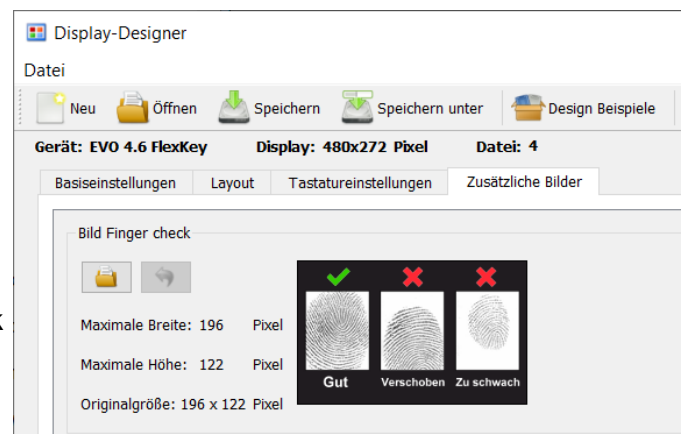 Display-Designer
Datei
Neu Öffnen Speichern Speichern unter Design Beispiele
Gerät: EVO 4.6 FlexKey Display: 480x272 Pixel Datei: 4
Basiseinstellungen Layout Tastatureinstellungen Zusätzliche Bilder
Bild Finger check
Maximale Breite: 196 Pixel
Maximale Höhe: 122 Pixel
Gut Verschoben Zu schwach
Originalgröße: 196 x 122 Pixel